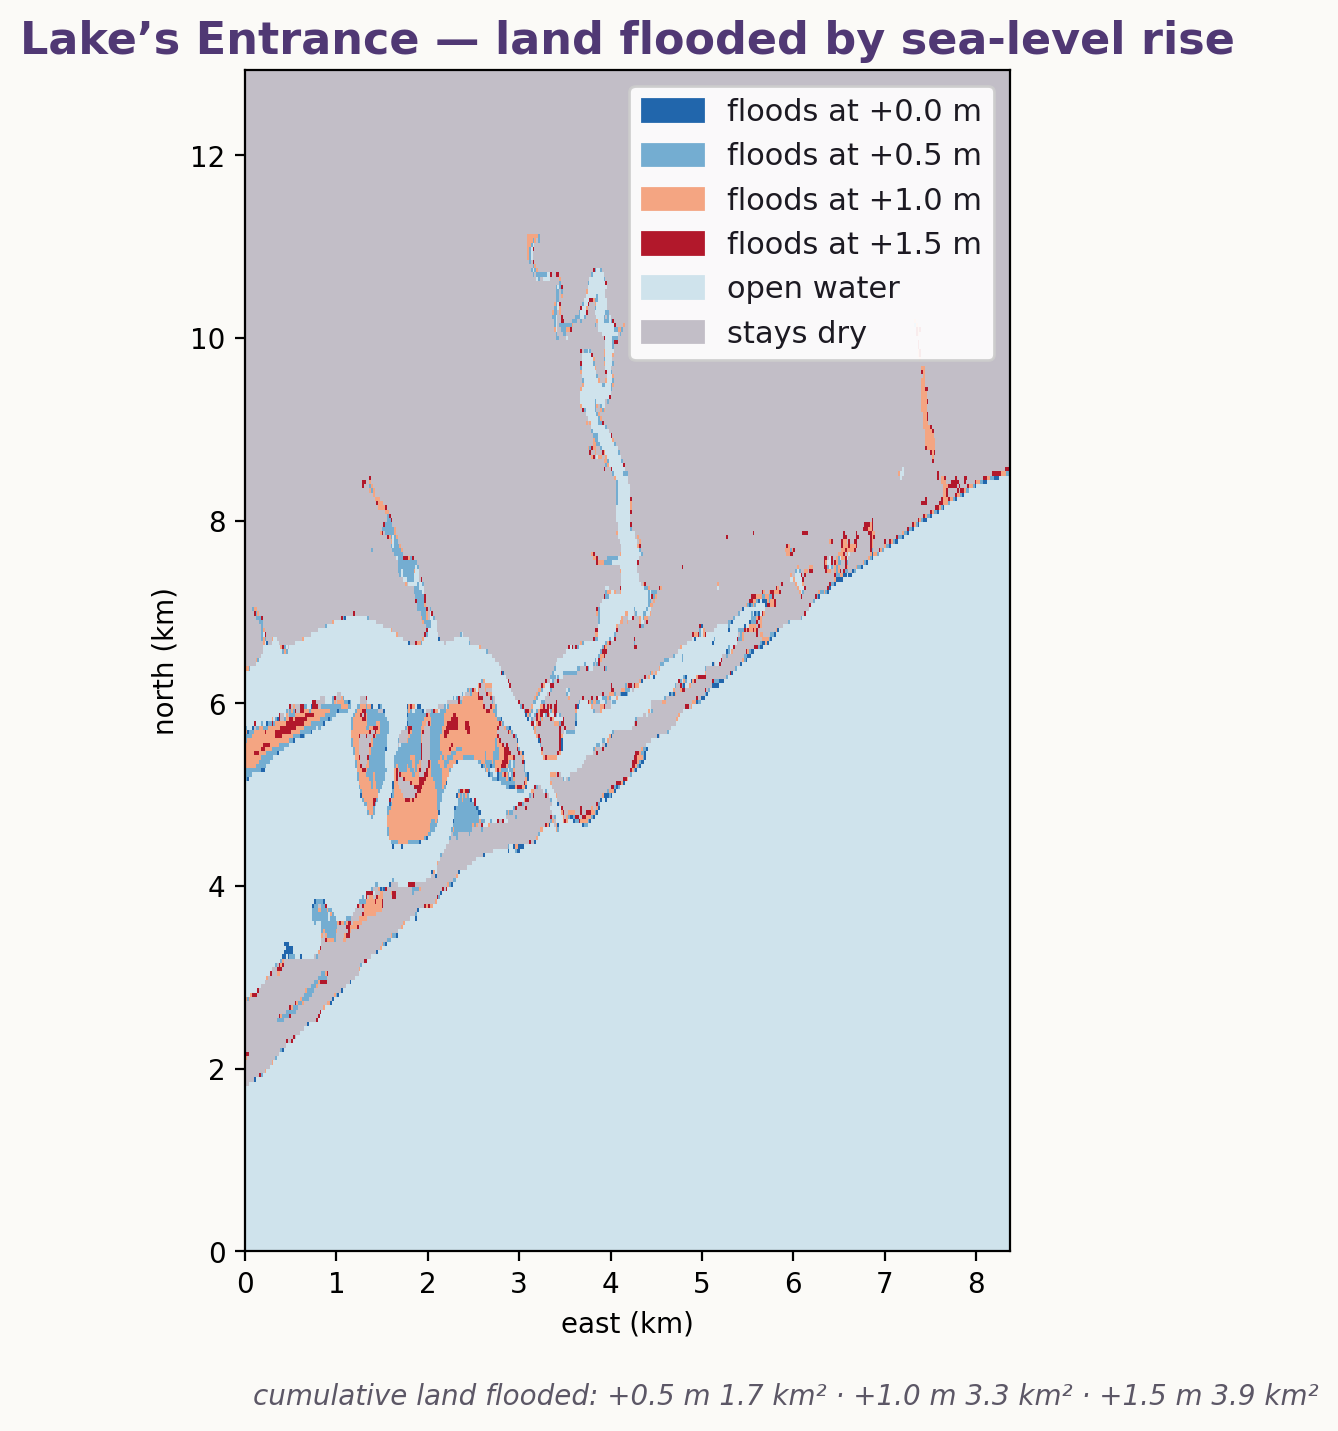 Lake’s Entrance — land flooded by sea-level rise
floods at +0.0 m
floods at +0.5 m
floods at +1.0 m
floods at +1.5 m
open water
stays dry
12
10
8
6
4
2
0
north (km)
0 1 2 3 4 5 6 7 8
east (km)
cumulative land flooded: +0.5 m 1.7 km² · +1.0 m 3.3 km² · +1.5 m 3.9 km²